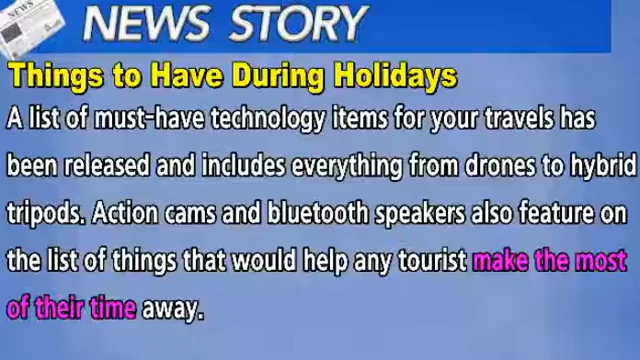 NEWS
NEWS STORY
Things to Have During Holidays
A list of must-have technology items for your travels has
been released and includes everything from drones to hybrid
tripods. Action cams and bluetooth speakers also feature on
the list of things that would help any tourist make the most
of their time away.